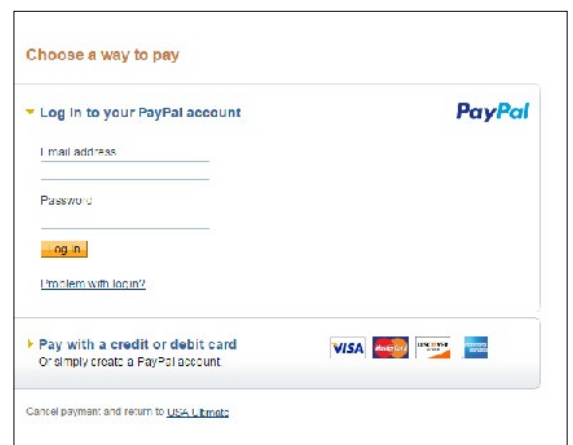 Choose a way to pay
Log in to your PayPal account
PayPal
Email address
Password
Log In
Problem with login?
Pay with a credit or debit card
VISA
MasterCard
DISCOVER
Or simply create a PayPal account.
Cancel payment and return to USA Ultimate